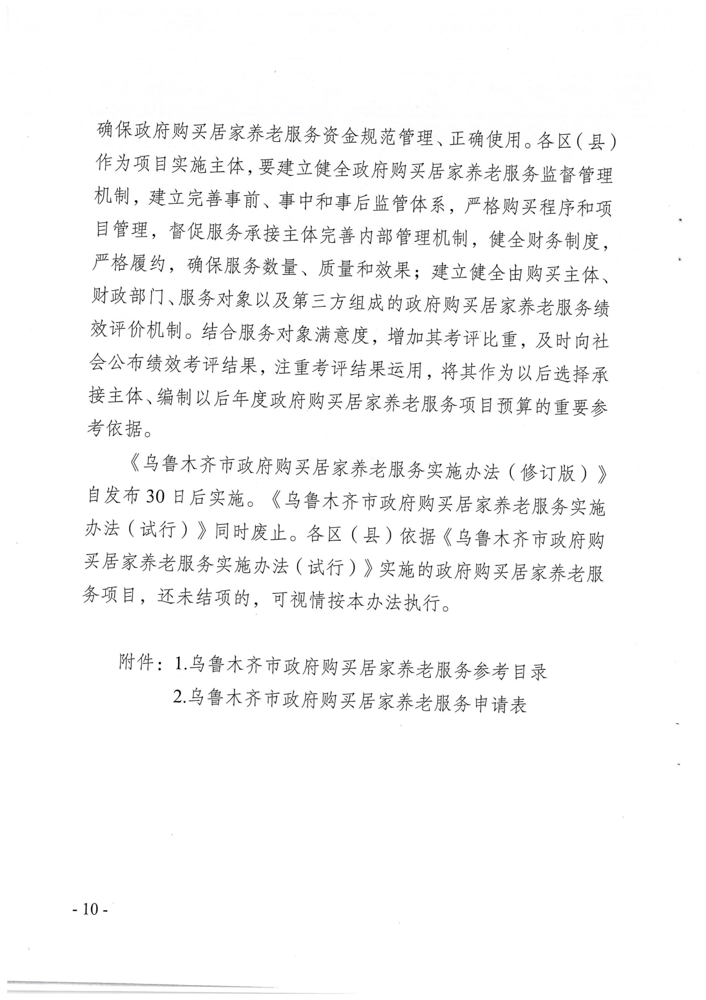 确保政府购买居家养老服务资金规范管理、正确使用。各区（县）
作为项目实施主体，要建立健全政府购买居家养老服务监督管理
机制，建立完善事前、事中和事后监管体系，严格购买程序和项
目管理，督促服务承接主体完善内部管理机制，健全财务制度，
严格履约，确保服务数量、质量和效果；建立健全由购买主体、
财政部门、服务对象以及第三方组成的政府购买居家养老服务绩
效评价机制。结合服务对象满意度，增加其考评比重，及时向社
会公布绩效考评结果，注重考评结果运用，将其作为以后选择承
接主体、编制以后年度政府购买居家养老服务项目预算的重要参
考依据。
《乌鲁木齐市政府购买居家养老服务实施办法（修订版）》
自发布 30 日后实施。《乌鲁木齐市政府购买居家养老服务实施
办法（试行）》同时废止。各区（县）依据《乌鲁木齐市政府购
买居家养老服务实施办法（试行）》实施的政府购买居家养老服
务项目，还未结项的，可视情按本办法执行。
附件：1.乌鲁木齐市政府购买居家养老服务参考目录
2.乌鲁木齐市政府购买居家养老服务申请表
- 10 -